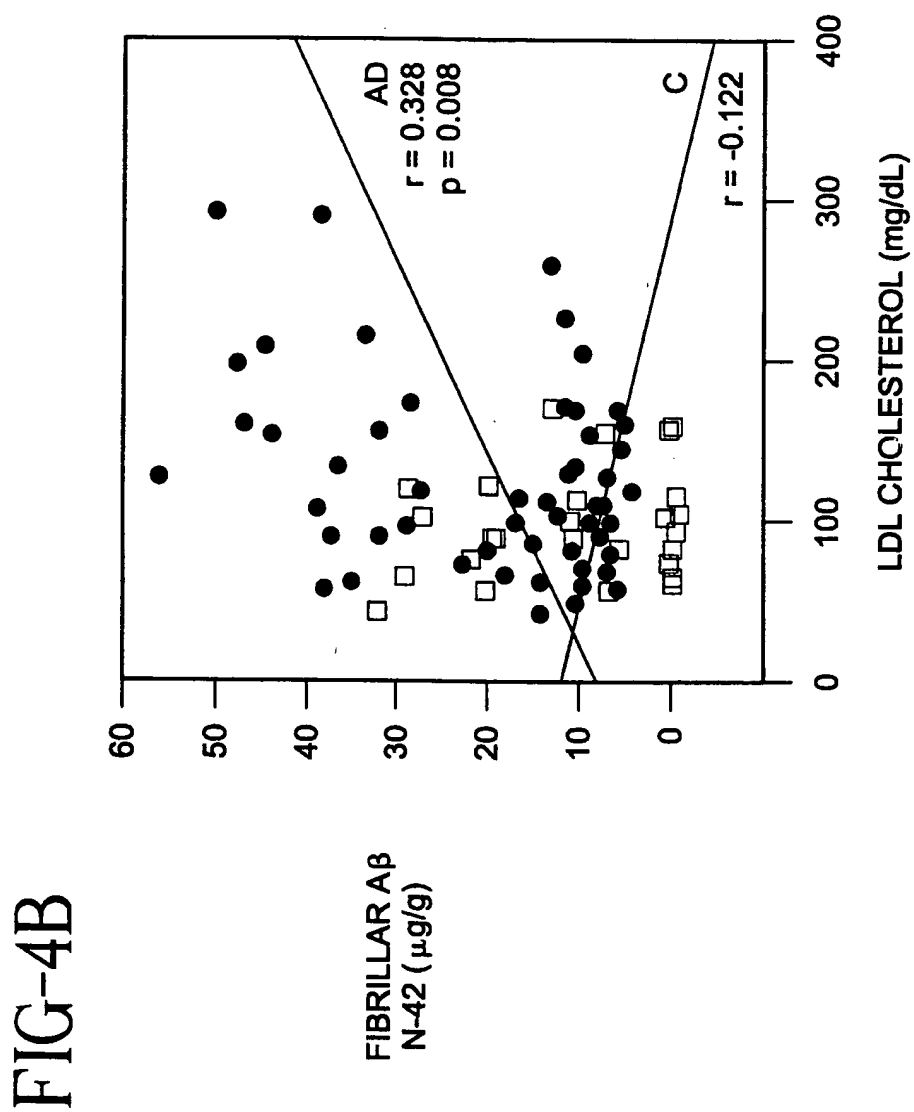 FIG-4B
FIBRILLAR Aβ
N-42 (μg/g)
60
50
40
30
20
10
0
AD
r = 0.328
p = 0.008
C
r = -0.122
0
100
200
300
400
LDL CHOLESTEROL (mg/dL)